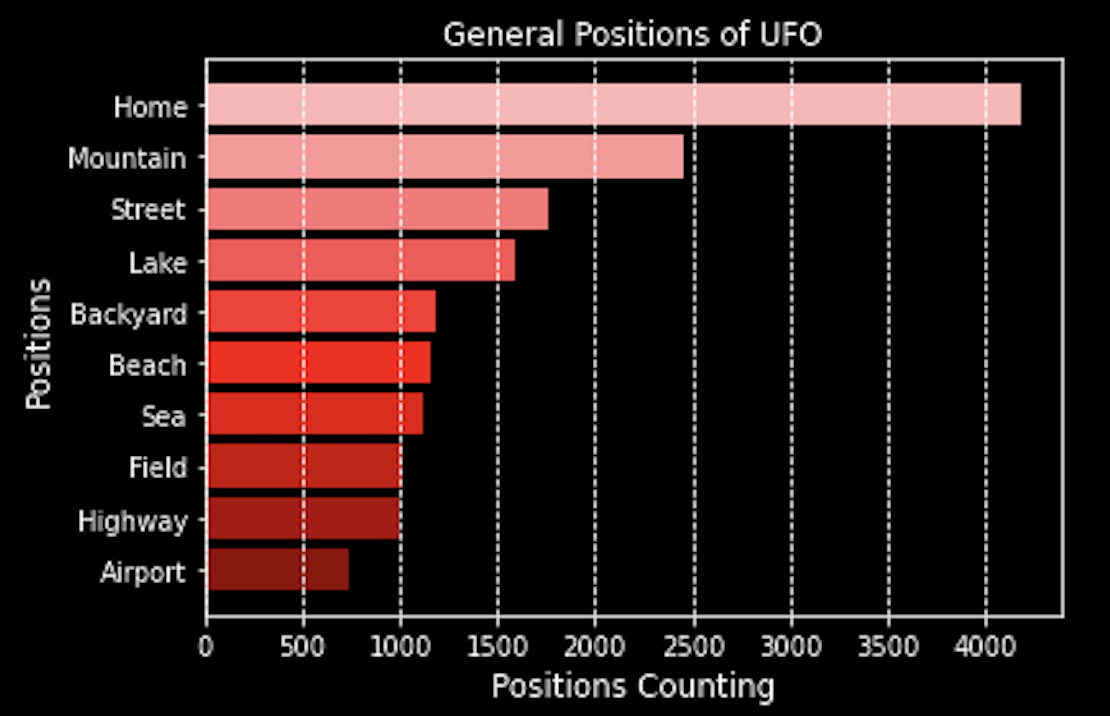 General Positions of UFO
Home
Mountain
Street
Lake
Backyard
Beach
Sea
Field
Highway
Airport
Positions
0 500 1000 1500 2000 2500 3000 3500 4000
Positions Counting